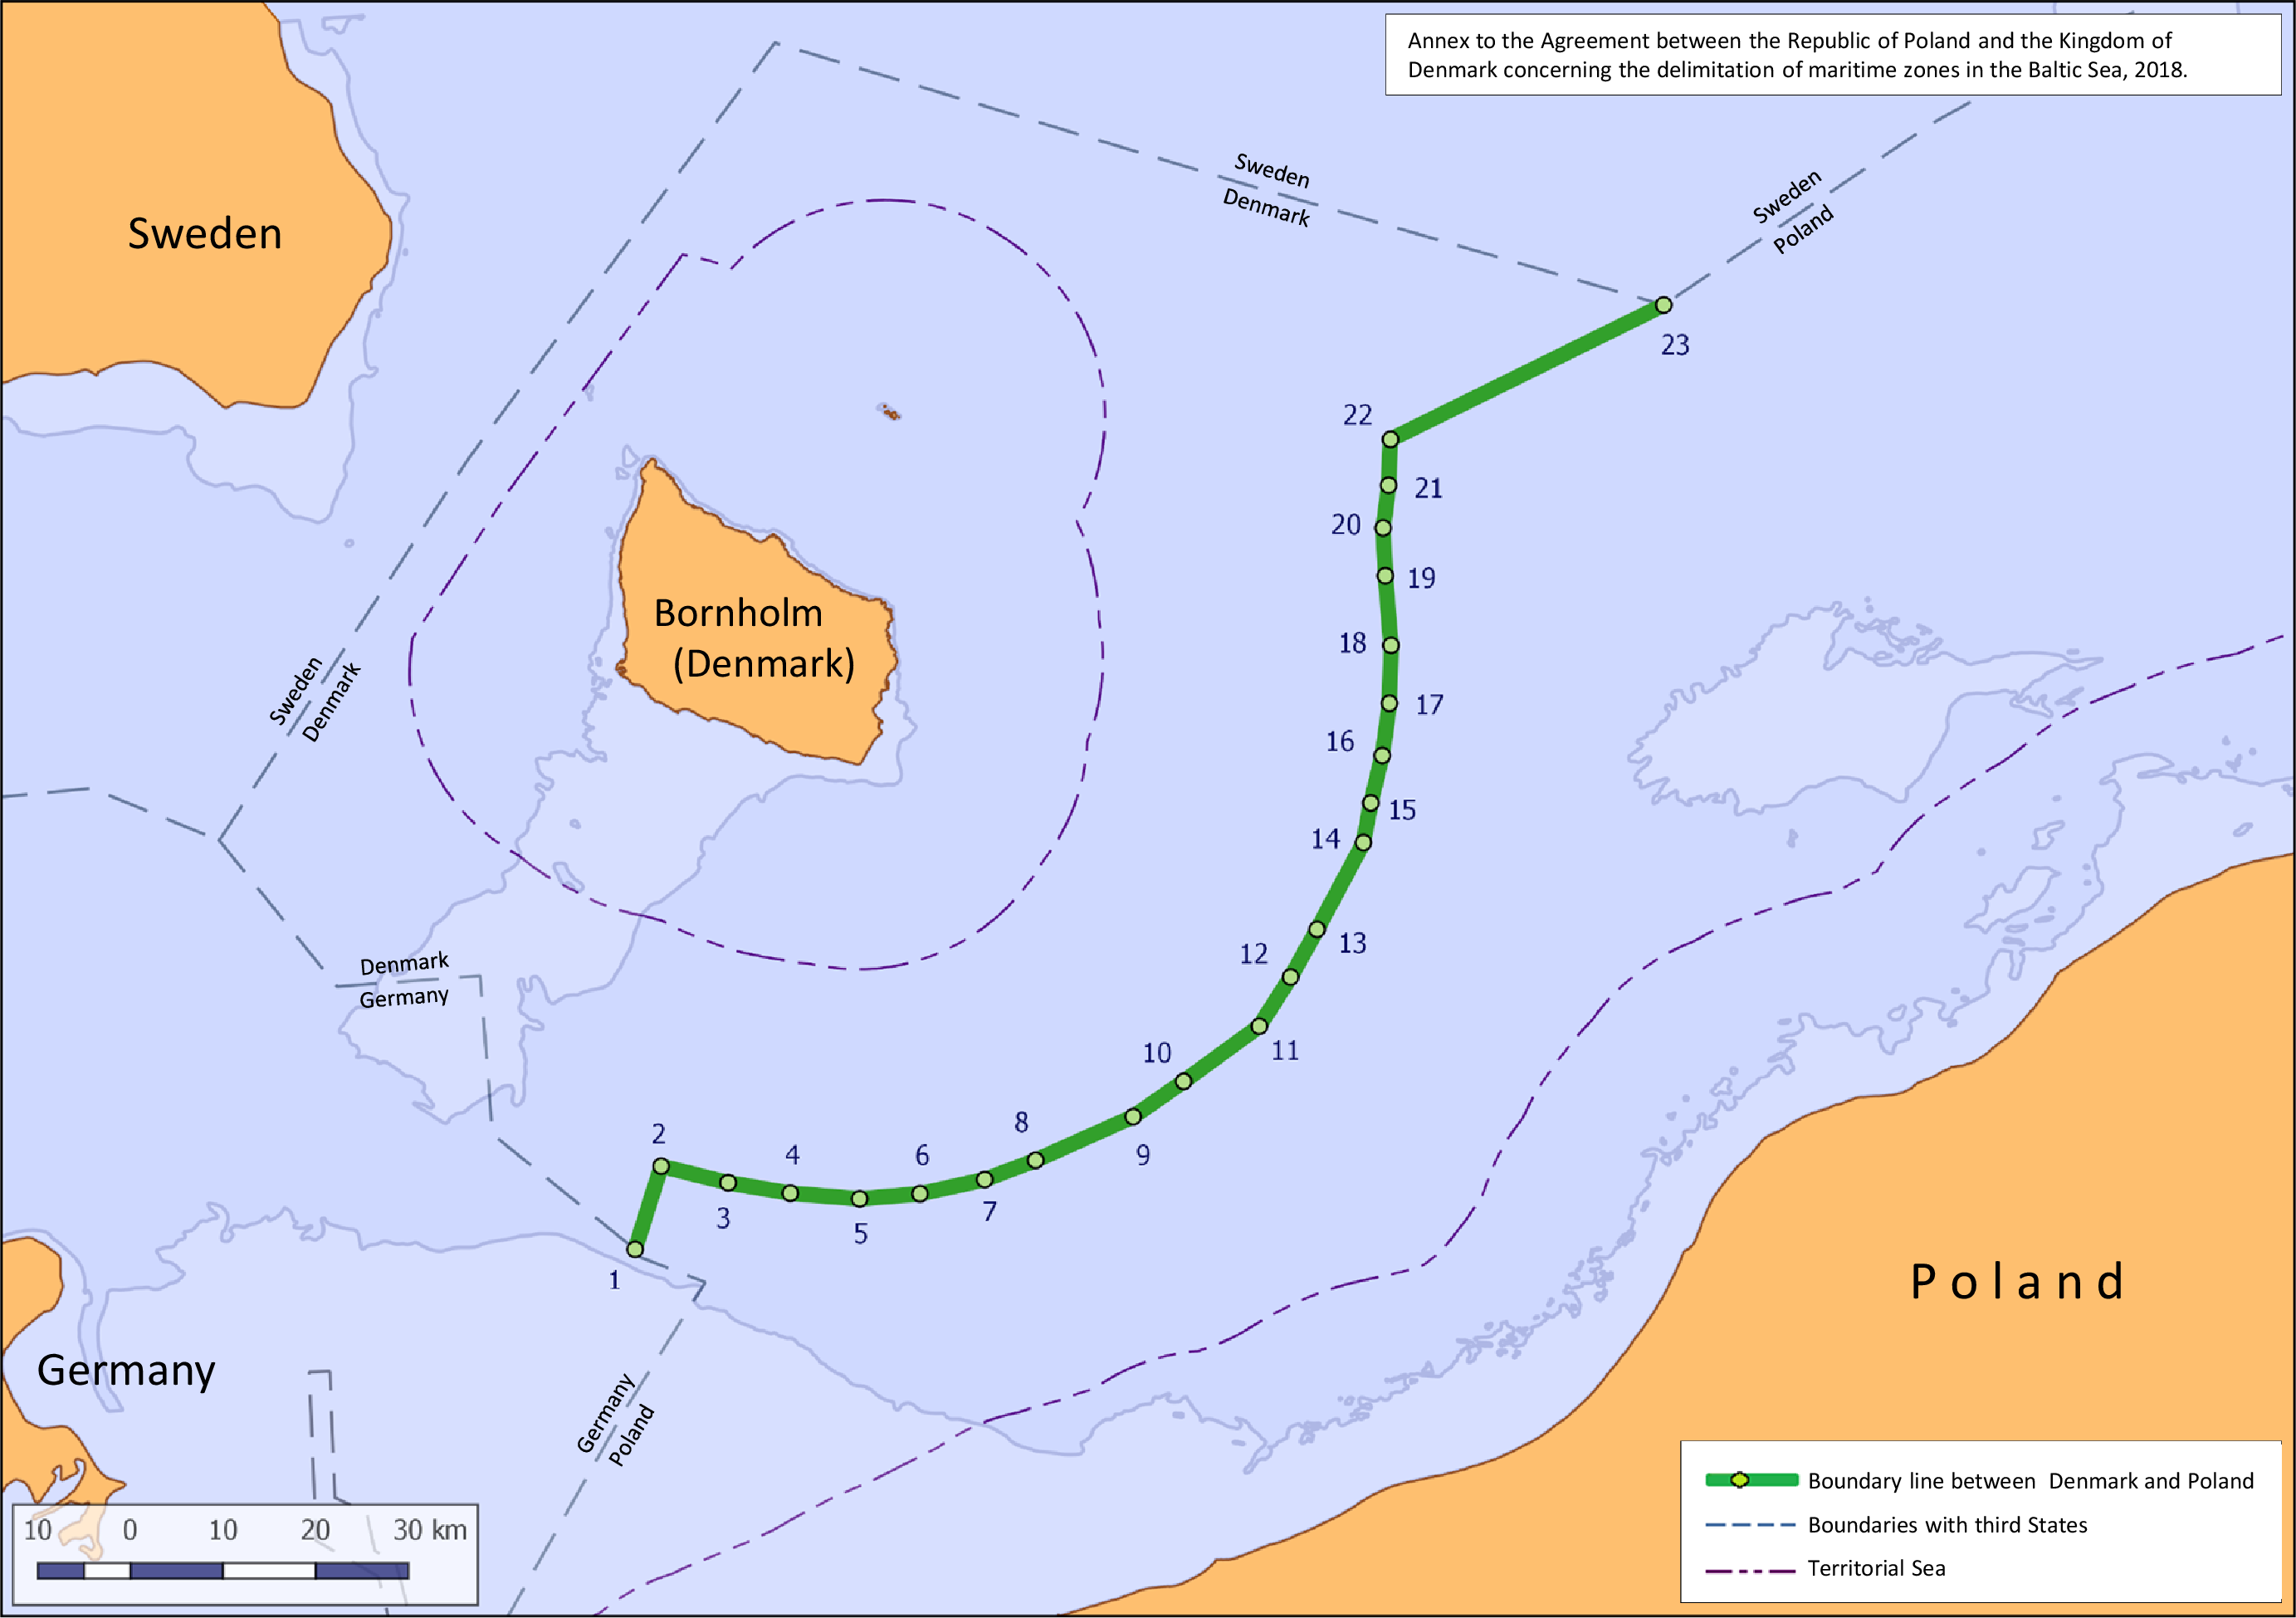 Annex to the Agreement between the Republic of Poland and the Kingdom of
Denmark concerning the delimitation of maritime zones in the Baltic Sea, 2018.
Sweden
Denmark
Sweden
Poland
Sweden
23
22
21
20
19
Bornholm
(Denmark)
18
Sweden
Denmark
17
16
15
14
13
12
Denmark
Germany
11
10
9
8
2
4
6
3
7
5
1
Poland
Germany
Germany
Poland
10 0 10 20 30 km
Boundary line between Denmark and Poland
Boundaries with third States
Territorial Sea